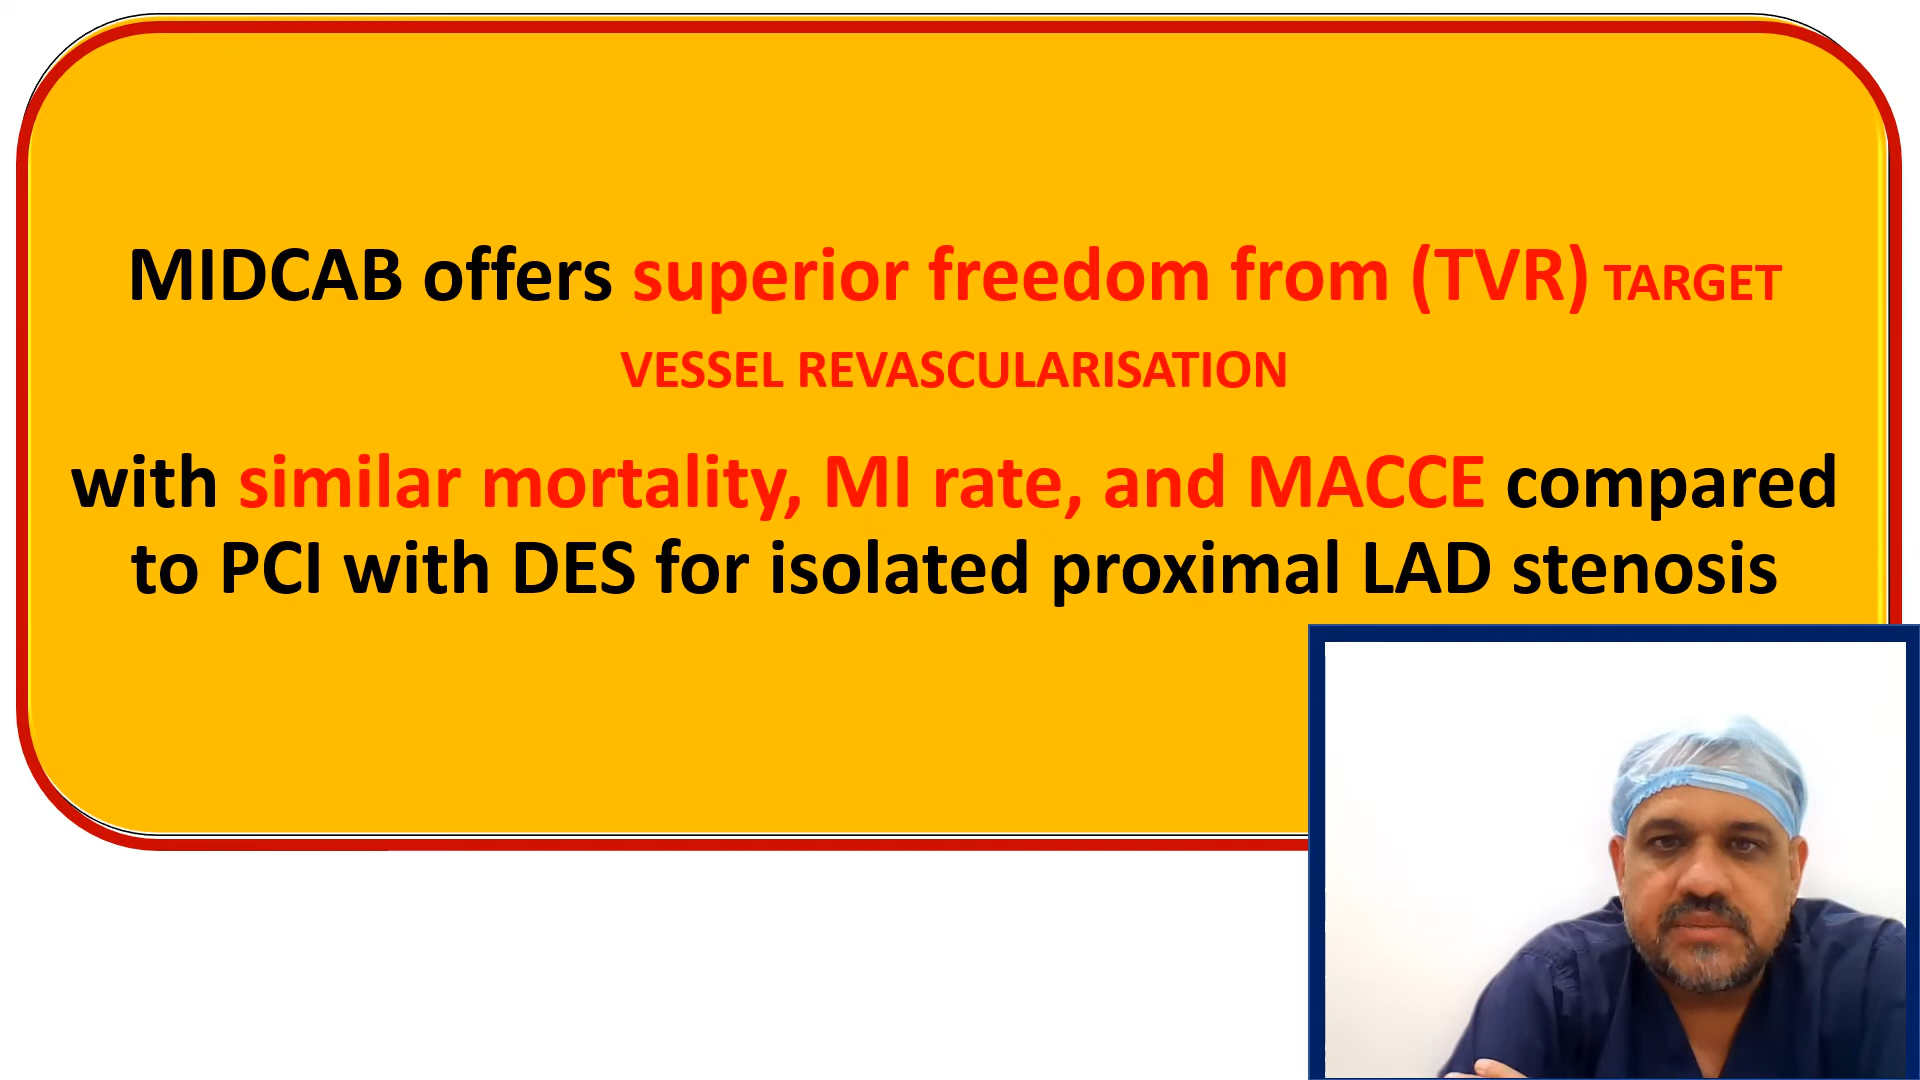 MIDCAB offers superior freedom from (TVR) TARGET
VESSEL REVASCULARISATION
with similar mortality, MI rate, and MACCE compared
to PCI with DES for isolated proximal LAD stenosis